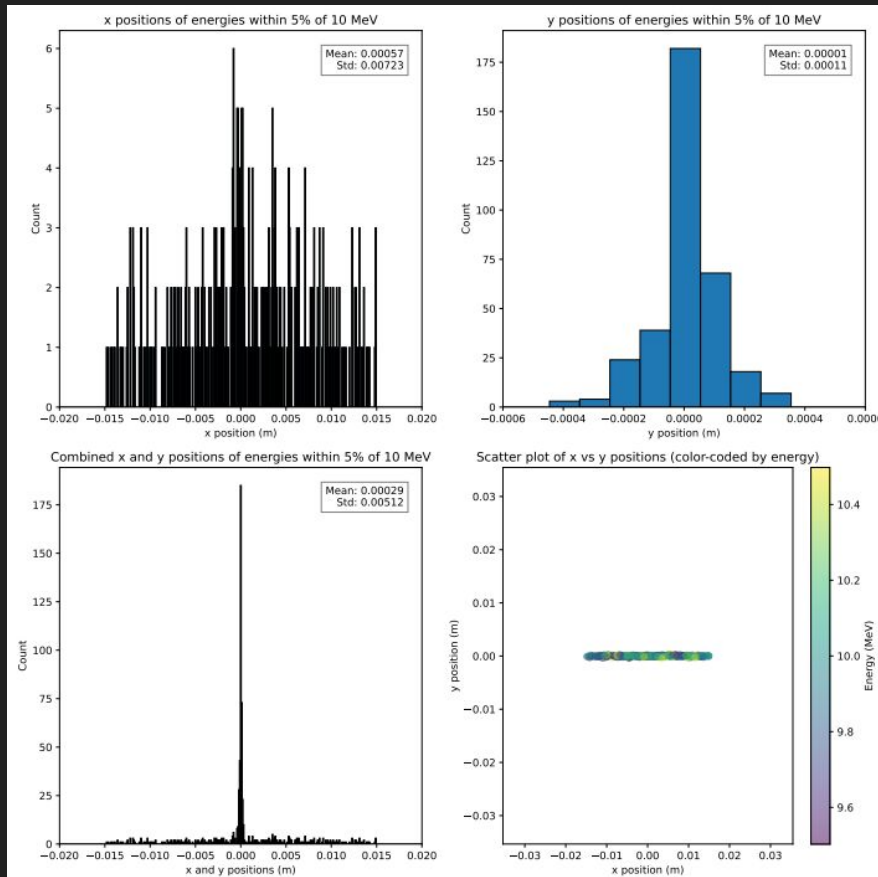 x positions of energies within 5% of 10 MeV
6
5
4
3
2
1
0
Count
Mean: 0.00057
Std: 0.00723
−0.020 −0.015 −0.010 −0.005 0.000 0.005 0.010 0.015 0.020
x position (m)
y positions of energies within 5% of 10 MeV
175
150
125
100
75
50
25
0
Count
Mean: 0.00001
Std: 0.00011
−0.0006 −0.0004 −0.0002 0.0000 0.0002 0.0004
y position (m)
Combined x and y positions of energies within 5% of 10 MeV
175
150
125
100
75
50
25
0
Count
Mean: 0.00029
Std: 0.00512
−0.020 −0.015 −0.010 −0.005 0.000 0.005 0.010 0.015 0.020
x and y positions (m)
Scatter plot of x vs y positions (color-coded by energy)
0.03
0.02
0.01
0.00
−0.01
−0.02
−0.03
y position (m)
−0.03 −0.02 −0.01 0.00 0.01 0.02 0.03
x position (m)
10.4
10.2
10.0
9.8
9.6
Energy (MeV)